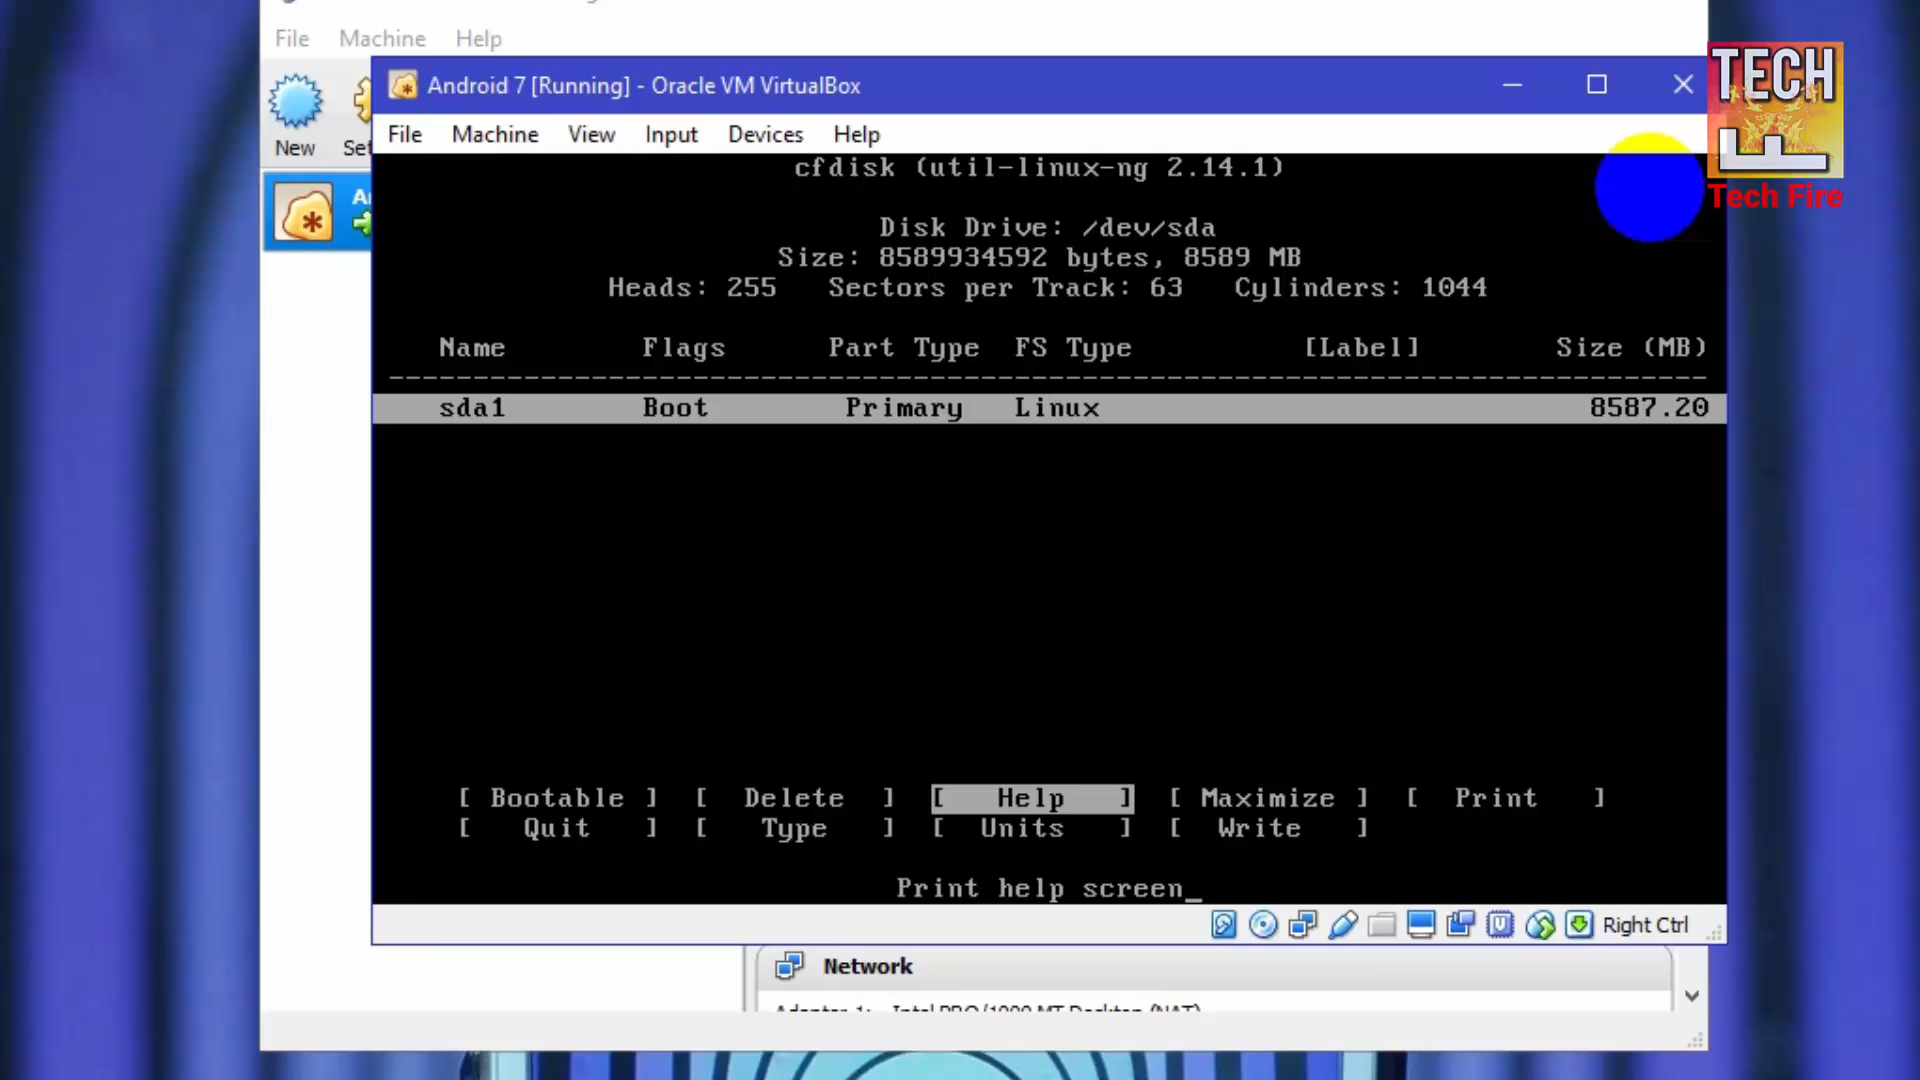 File Machine Help
TECH
F
Tech Fire
Android 7 [Running] - Oracle VM VirtualBox
New
File Machine View Input Devices Help
cfdisk (util-linux-ng 2.14.1)
Disk Drive: /dev/sda
Size: 8589934592 bytes, 8589 MB
Heads: 255 Sectors per Track: 63 Cylinders: 1044
Name Flags Part Type FS Type [Label] Size (MB)
sda1 Boot Primary Linux 8587.20
[ Bootable ] [ Delete ] [ Help ] [ Maximize ] [ Print ]
[ Quit ] [ Type ] [ Units ] [ Write ]
Print help screen_
Right Ctrl
Network
Adapter 1: Intel PRO/1000 MT Desktop (NAT)